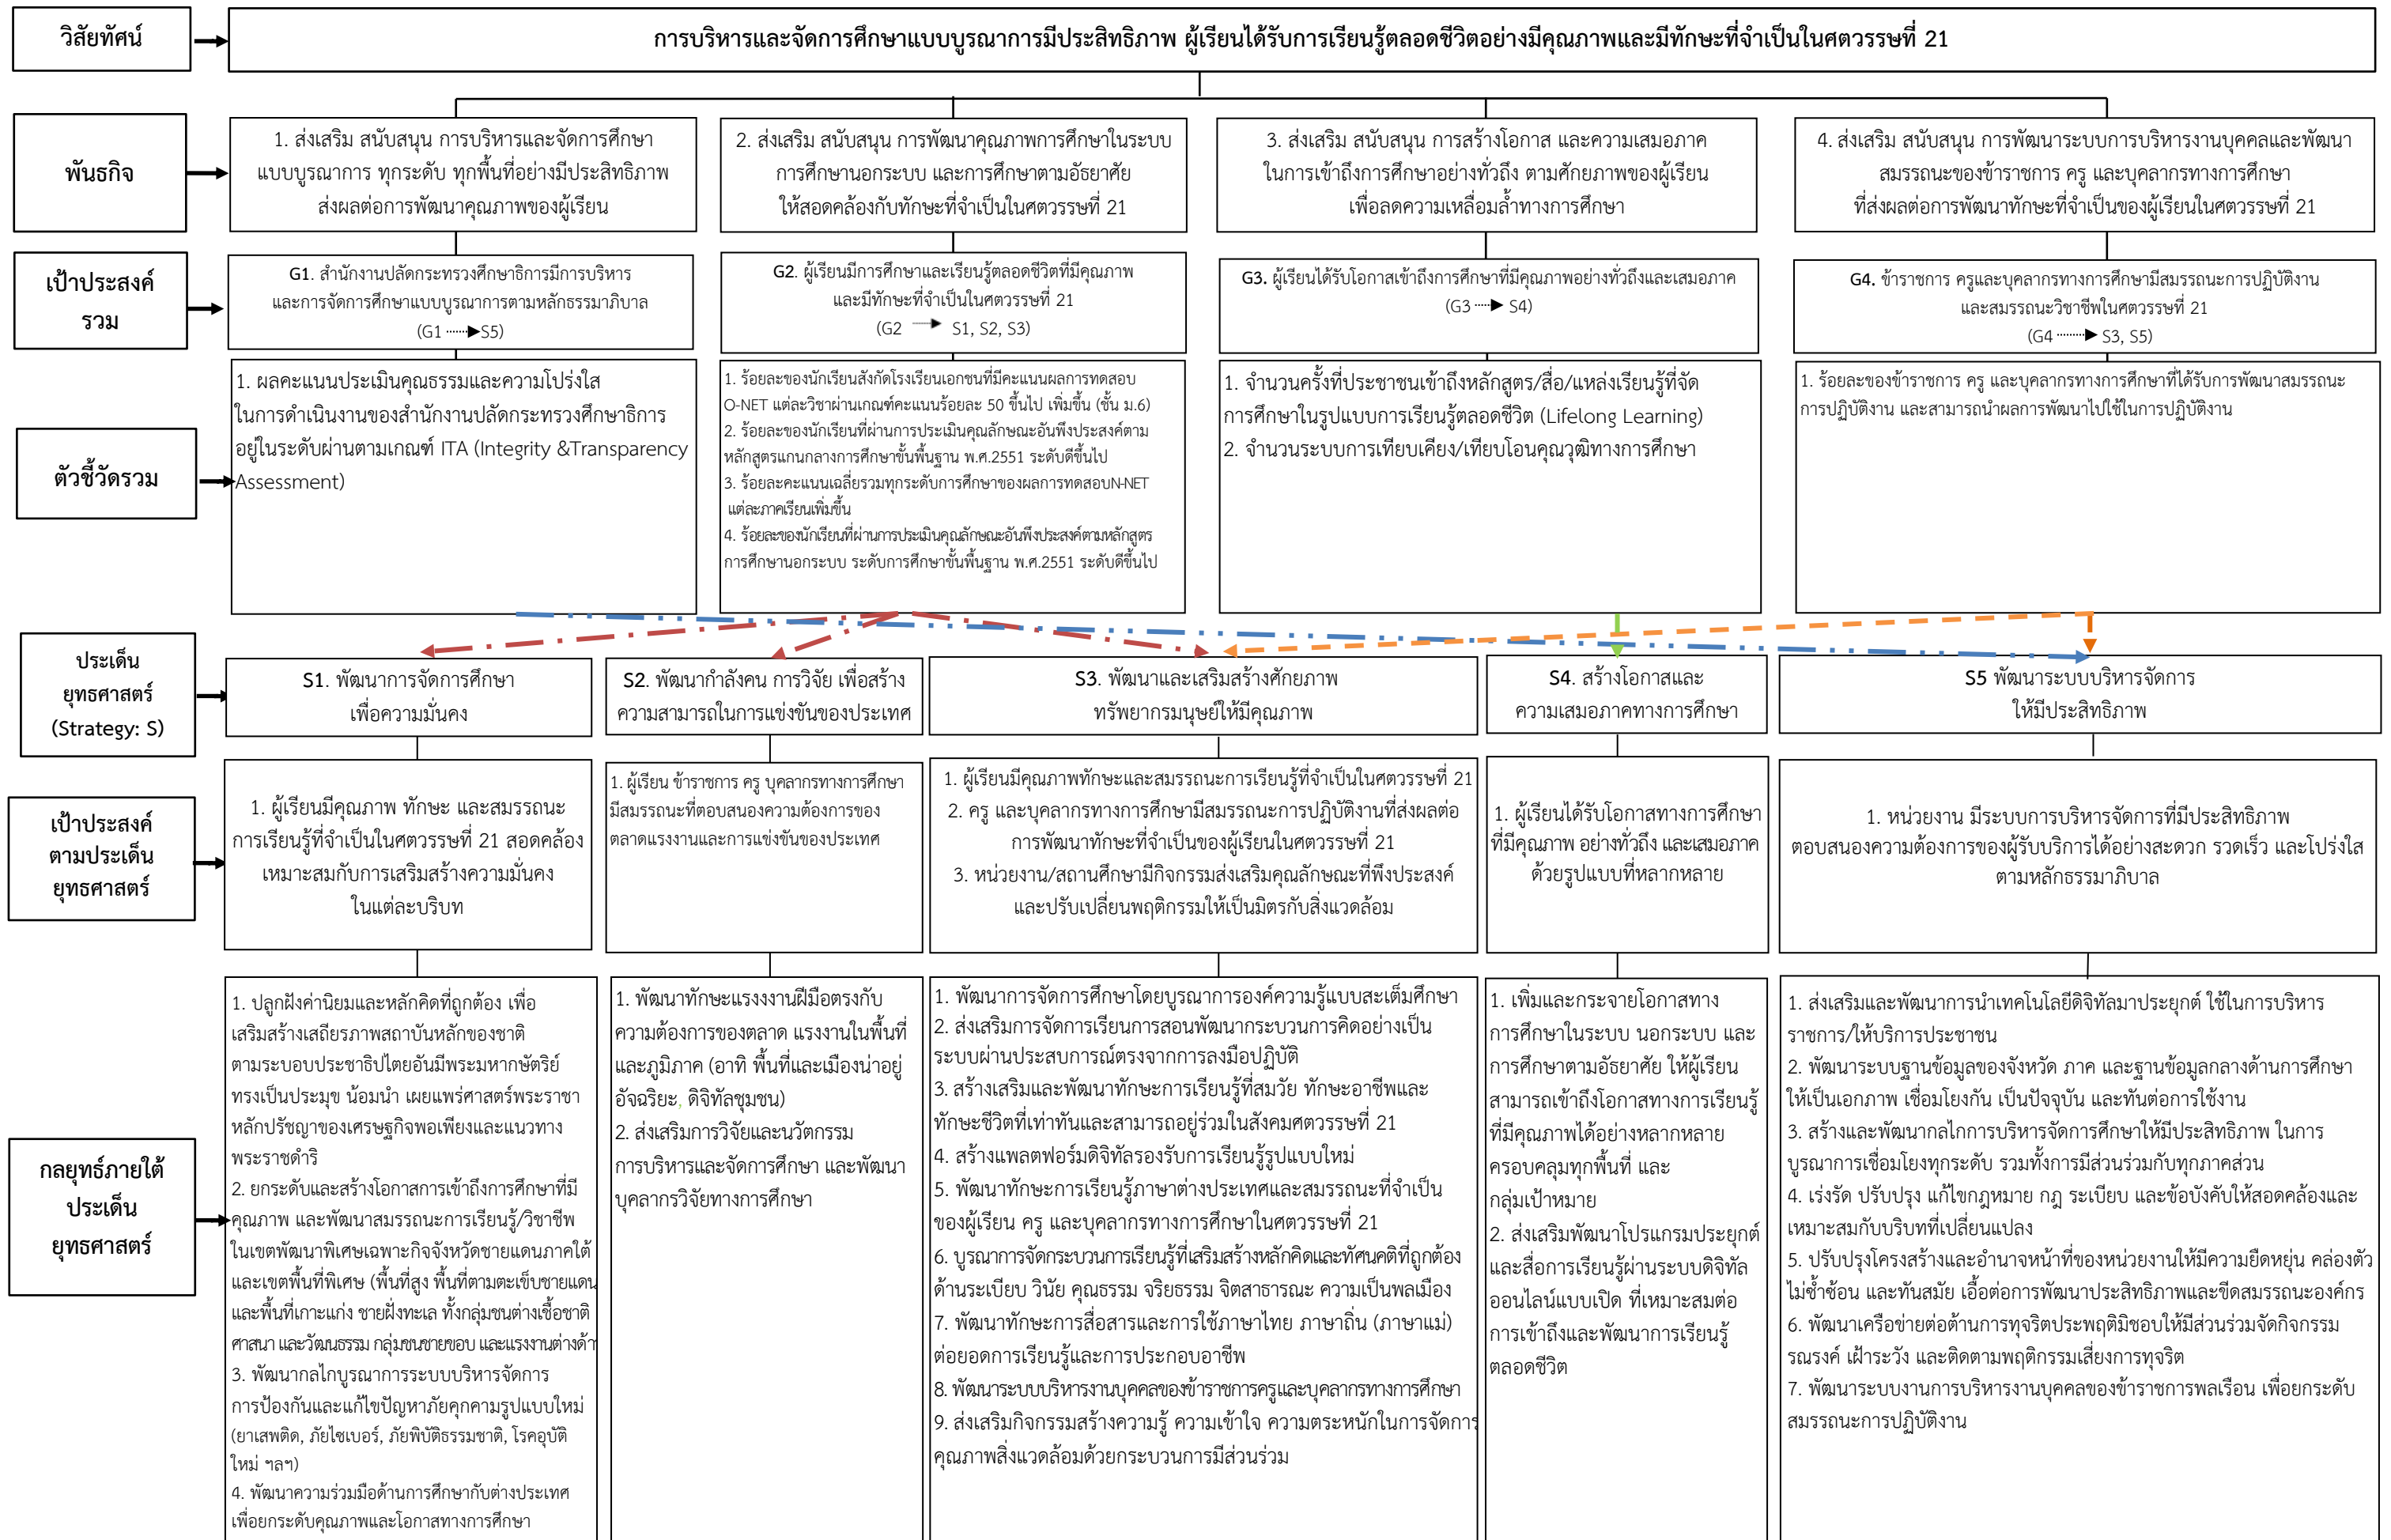 วิสัยทัศน์
การบริหารและจัดการศึกษาแบบบูรณาการมีประสิทธิภาพ ผู้เรียนได้รับการเรียนรู้ตลอดชีวิตอย่างมีคุณภาพและมีทักษะที่จำเป็นในศตวรรษที่ 21
พันธกิจ
1. ส่งเสริม สนับสนุน การบริหารและจัดการศึกษา
แบบบูรณาการ ทุกระดับ ทุกพื้นที่อย่างมีประสิทธิภาพ
ส่งผลต่อการพัฒนาคุณภาพของผู้เรียน
2. ส่งเสริม สนับสนุน การพัฒนาคุณภาพการศึกษาในระบบ
การศึกษานอกระบบ และการศึกษาตามอัธยาศัย
ให้สอดคล้องกับทักษะที่จำเป็นในศตวรรษที่ 21
3. ส่งเสริม สนับสนุน การสร้างโอกาส และความเสมอภาค
ในการเข้าถึงการศึกษาอย่างทั่วถึง ตามศักยภาพของผู้เรียน
เพื่อลดความเหลื่อมล้ำทางการศึกษา
4. ส่งเสริม สนับสนุน การพัฒนาระบบการบริหารงานบุคคลและพัฒนา
สมรรถนะของข้าราชการ ครู และบุคลากรทางการศึกษา
ที่ส่งผลต่อการพัฒนาทักษะที่จำเป็นของผู้เรียนในศตวรรษที่ 21
เป้าประสงค์
รวม
G1. สำนักงานปลัดกระทรวงศึกษาธิการมีการบริหาร
และการจัดการศึกษาแบบบูรณาการตามหลักธรรมาภิบาล
(G1 S5)
G2. ผู้เรียนมีการศึกษาและเรียนรู้ตลอดชีวิตที่มีคุณภาพ
และมีทักษะที่จำเป็นในศตวรรษที่ 21
(G2 S1, S2, S3)
G3. ผู้เรียนได้รับโอกาสเข้าถึงการศึกษาที่มีคุณภาพอย่างทั่วถึงและเสมอภาค
(G3 S4)
G4. ข้าราชการ ครูและบุคลากรทางการศึกษามีสมรรถนะการปฏิบัติงาน
และสมรรถนะวิชาชีพในศตวรรษที่ 21
(G4 S3, S5)
ตัวชี้วัดรวม
1. ผลคะแนนประเมินคุณธรรมและความโปร่งใส
ในการดำเนินงานของสำนักงานปลัดกระทรวงศึกษาธิการ
อยู่ในระดับผ่านตามเกณฑ์ ITA (Integrity &Transparency
Assessment)
1. ร้อยละของนักเรียนสังกัดโรงเรียนเอกชนที่มีคะแนนผลการทดสอบ
O-NET แต่ละวิชาผ่านเกณฑ์คะแนนร้อยละ 50 ขึ้นไป เพิ่มขึ้น (ชั้น ม.6)
2. ร้อยละของนักเรียนที่ผ่านการประเมินคุณลักษณะอันพึงประสงค์ตาม
หลักสูตรแกนกลางการศึกษาขั้นพื้นฐาน พ.ศ.2551 ระดับดีขึ้นไป
3. ร้อยละคะแนนเฉลี่ยรวมทุกระดับการศึกษาของผลการทดสอบN-NET
แต่ละภาคเรียนเพิ่มขึ้น
4. ร้อยละของนักเรียนที่ผ่านการประเมินคุณลักษณะอันพึงประสงค์ตามหลักสูตร
การศึกษานอกระบบ ระดับการศึกษาขั้นพื้นฐาน พ.ศ.2551 ระดับดีขึ้นไป
1. จำนวนครั้งที่ประชาชนเข้าถึงหลักสูตร/สื่อ/แหล่งเรียนรู้ที่จัด
การศึกษาในรูปแบบการเรียนรู้ตลอดชีวิต (Lifelong Learning)
2. จำนวนระบบการเทียบเคียง/เทียบโอนคุณวุฒิทางการศึกษา
1. ร้อยละของข้าราชการ ครู และบุคลากรทางการศึกษาที่ได้รับการพัฒนาสมรรถนะ
การปฏิบัติงาน และสามารถนำผลการพัฒนาไปใช้ในการปฏิบัติงาน
ประเด็น
ยุทธศาสตร์
(Strategy: S)
S1. พัฒนาการจัดการศึกษา
เพื่อความมั่นคง
S2. พัฒนากำลังคน การวิจัย เพื่อสร้าง
ความสามารถในการแข่งขันของประเทศ
S3. พัฒนาและเสริมสร้างศักยภาพ
ทรัพยากรมนุษย์ให้มีคุณภาพ
S4. สร้างโอกาสและ
ความเสมอภาคทางการศึกษา
S5 พัฒนาระบบบริหารจัดการ
ให้มีประสิทธิภาพ
เป้าประสงค์
ตามประเด็น
ยุทธศาสตร์
1. ผู้เรียนมีคุณภาพ ทักษะ และสมรรถนะ
การเรียนรู้ที่จำเป็นในศตวรรษที่ 21 สอดคล้อง
เหมาะสมกับการเสริมสร้างความมั่นคง
ในแต่ละบริบท
1. ผู้เรียน ข้าราชการ ครู บุคลากรทางการศึกษา
มีสมรรถนะที่ตอบสนองความต้องการของ
ตลาดแรงงานและการแข่งขันของประเทศ
1. ผู้เรียนมีคุณภาพทักษะและสมรรถนะการเรียนรู้ที่จำเป็นในศตวรรษที่ 21
2. ครู และบุคลากรทางการศึกษามีสมรรถนะการปฏิบัติงานที่ส่งผลต่อ
การพัฒนาทักษะที่จำเป็นของผู้เรียนในศตวรรษที่ 21
3. หน่วยงาน/สถานศึกษามีกิจกรรมส่งเสริมคุณลักษณะที่พึงประสงค์
และปรับเปลี่ยนพฤติกรรมให้เป็นมิตรกับสิ่งแวดล้อม
1. ผู้เรียนได้รับโอกาสทางการศึกษา
ที่มีคุณภาพ อย่างทั่วถึง และเสมอภาค
ด้วยรูปแบบที่หลากหลาย
1. หน่วยงาน มีระบบการบริหารจัดการที่มีประสิทธิภาพ
ตอบสนองความต้องการของผู้รับบริการได้อย่างสะดวก รวดเร็ว และโปร่งใส
ตามหลักธรรมาภิบาล
กลยุทธ์ภายใต้
ประเด็น
ยุทธศาสตร์
1. ปลูกฝังค่านิยมและหลักคิดที่ถูกต้อง เพื่อ
เสริมสร้างเสถียรภาพสถาบันหลักของชาติ
ตามระบอบประชาธิปไตยอันมีพระมหากษัตริย์
ทรงเป็นประมุข น้อมนำ เผยแพร่ศาสตร์พระราชา
หลักปรัชญาของเศรษฐกิจพอเพียงและแนวทาง
พระราชดำริ
2. ยกระดับและสร้างโอกาสการเข้าถึงการศึกษาที่มี
คุณภาพ และพัฒนาสมรรถนะการเรียนรู้/วิชาชีพ
ในเขตพัฒนาพิเศษเฉพาะกิจจังหวัดชายแดนภาคใต้
และเขตพื้นที่พิเศษ (พื้นที่สูง พื้นที่ตามตะเข็บชายแดน
และพื้นที่เกาะแก่ง ชายฝั่งทะเล ทั้งกลุ่มชนต่างเชื้อชาติ
ศาสนา และวัฒนธรรม กลุ่มชนชายขอบ และแรงงานต่างด้า
3. พัฒนากลไกบูรณาการระบบบริหารจัดการ
การป้องกันและแก้ไขปัญหาภัยคุกคามรูปแบบใหม่
(ยาเสพติด, ภัยไซเบอร์, ภัยพิบัติธรรมชาติ, โรคอุบัติ
ใหม่ ฯลฯ)
4. พัฒนาความร่วมมือด้านการศึกษากับต่างประเทศ
เพื่อยกระดับคุณภาพและโอกาสทางการศึกษา
1. พัฒนาทักษะแรงงงานฝีมือตรงกับ
ความต้องการของตลาด แรงงานในพื้นที่
และภูมิภาค (อาทิ พื้นที่และเมืองน่าอยู่
อัจฉริยะ, ดิจิทัลชุมชน)
2. ส่งเสริมการวิจัยและนวัตกรรม
การบริหารและจัดการศึกษา และพัฒนา
บุคลากรวิจัยทางการศึกษา
1. พัฒนาการจัดการศึกษาโดยบูรณาการองค์ความรู้แบบสะเต็มศึกษา
2. ส่งเสริมการจัดการเรียนการสอนพัฒนากระบวนการคิดอย่างเป็น
ระบบผ่านประสบการณ์ตรงจากการลงมือปฏิบัติ
3. สร้างเสริมและพัฒนาทักษะการเรียนรู้ที่สมวัย ทักษะอาชีพและ
ทักษะชีวิตที่เท่าทันและสามารถอยู่ร่วมในสังคมศตวรรษที่ 21
4. สร้างแพลตฟอร์มดิจิทัลรองรับการเรียนรู้รูปแบบใหม่
5. พัฒนาทักษะการเรียนรู้ภาษาต่างประเทศและสมรรถนะที่จำเป็น
ของผู้เรียน ครู และบุคลากรทางการศึกษาในศตวรรษที่ 21
6. บูรณาการจัดกระบวนการเรียนรู้ที่เสริมสร้างหลักคิดและทัศนคติที่ถูกต้อง
ด้านระเบียบ วินัย คุณธรรม จริยธรรม จิตสาธารณะ ความเป็นพลเมือง
7. พัฒนาทักษะการสื่อสารและการใช้ภาษาไทย ภาษาถิ่น (ภาษาแม่)
ต่อยอดการเรียนรู้และการประกอบอาชีพ
8. พัฒนาระบบบริหารงานบุคคลของข้าราชการครูและบุคลากรทางการศึกษา
9. ส่งเสริมกิจกรรมสร้างความรู้ ความเข้าใจ ความตระหนักในการจัดการ
คุณภาพสิ่งแวดล้อมด้วยกระบวนการมีส่วนร่วม
1. เพิ่มและกระจายโอกาสทาง
การศึกษาในระบบ นอกระบบ และ
การศึกษาตามอัธยาศัย ให้ผู้เรียน
สามารถเข้าถึงโอกาสทางการเรียนรู้
ที่มีคุณภาพได้อย่างหลากหลาย
ครอบคลุมทุกพื้นที่ และ
กลุ่มเป้าหมาย
2. ส่งเสริมพัฒนาโปรแกรมประยุกต์
และสื่อการเรียนรู้ผ่านระบบดิจิทัล
ออนไลน์แบบเปิด ที่เหมาะสมต่อ
การเข้าถึงและพัฒนาการเรียนรู้
ตลอดชีวิต
1. ส่งเสริมและพัฒนาการนำเทคโนโลยีดิจิทัลมาประยุกต์ ใช้ในการบริหาร
ราชการ/ให้บริการประชาชน
2. พัฒนาระบบฐานข้อมูลของจังหวัด ภาค และฐานข้อมูลกลางด้านการศึกษา
ให้เป็นเอกภาพ เชื่อมโยงกัน เป็นปัจจุบัน และทันต่อการใช้งาน
3. สร้างและพัฒนากลไกการบริหารจัดการศึกษาให้มีประสิทธิภาพ ในการ
บูรณาการเชื่อมโยงทุกระดับ รวมทั้งการมีส่วนร่วมกับทุกภาคส่วน
4. เร่งรัด ปรับปรุง แก้ไขกฎหมาย กฎ ระเบียบ และข้อบังคับให้สอดคล้องและ
เหมาะสมกับบริบทที่เปลี่ยนแปลง
5. ปรับปรุงโครงสร้างและอำนาจหน้าที่ของหน่วยงานให้มีความยืดหยุ่น คล่องตัว
ไม่ซ้ำซ้อน และทันสมัย เอื้อต่อการพัฒนาประสิทธิภาพและขีดสมรรถนะองค์กร
6. พัฒนาเครือข่ายต่อต้านการทุจริตประพฤติมิชอบให้มีส่วนร่วมจัดกิจกรรม
รณรงค์ เฝ้าระวัง และติดตามพฤติกรรมเสี่ยงการทุจริต
7. พัฒนาระบบงานการบริหารงานบุคคลของข้าราชการพลเรือน เพื่อยกระดับ
สมรรถนะการปฏิบัติงาน